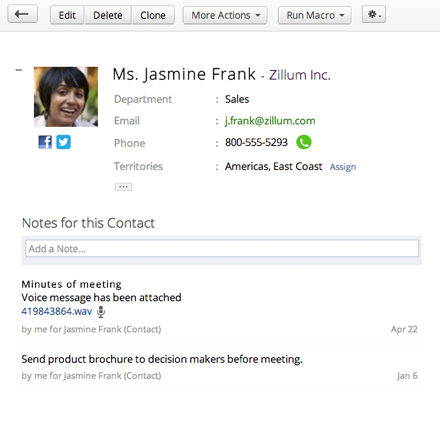 Edit Delete Clone More Actions Run Macro
Ms. Jasmine Frank - Zillum Inc.
Department : Sales
Email : j.frank@zillum.com
Phone : 800-555-5293
Territories : Americas, East Coast Assign
Notes for this Contact
Add a Note...
Minutes of meeting
Voice message has been attached
419843864.wav
by me for Jasmine Frank (Contact) Apr 22
Send product brochure to decision makers before meeting.
by me for Jasmine Frank (Contact) Jan 6